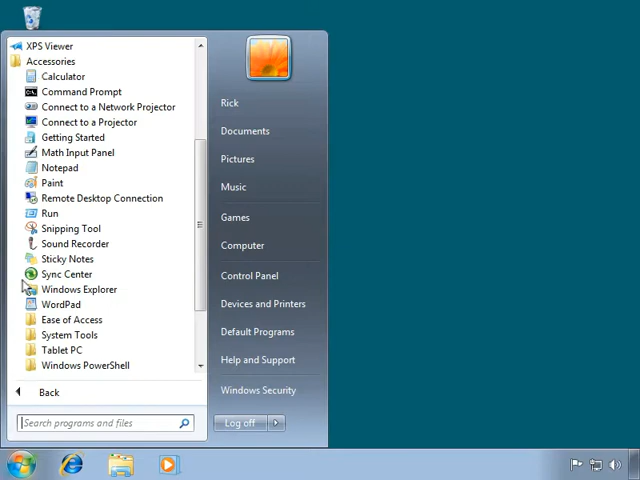 XPS Viewer
Accessories
Calculator
Command Prompt
Connect to a Network Projector
Connect to a Projector
Getting Started
Math Input Panel
Notepad
Paint
Remote Desktop Connection
Run
Snipping Tool
Sound Recorder
Sticky Notes
Sync Center
Windows Explorer
WordPad
Ease of Access
System Tools
Tablet PC
Windows PowerShell
Back
Search programs and files
Rick
Documents
Pictures
Music
Games
Computer
Control Panel
Devices and Printers
Default Programs
Help and Support
Windows Security
Log off